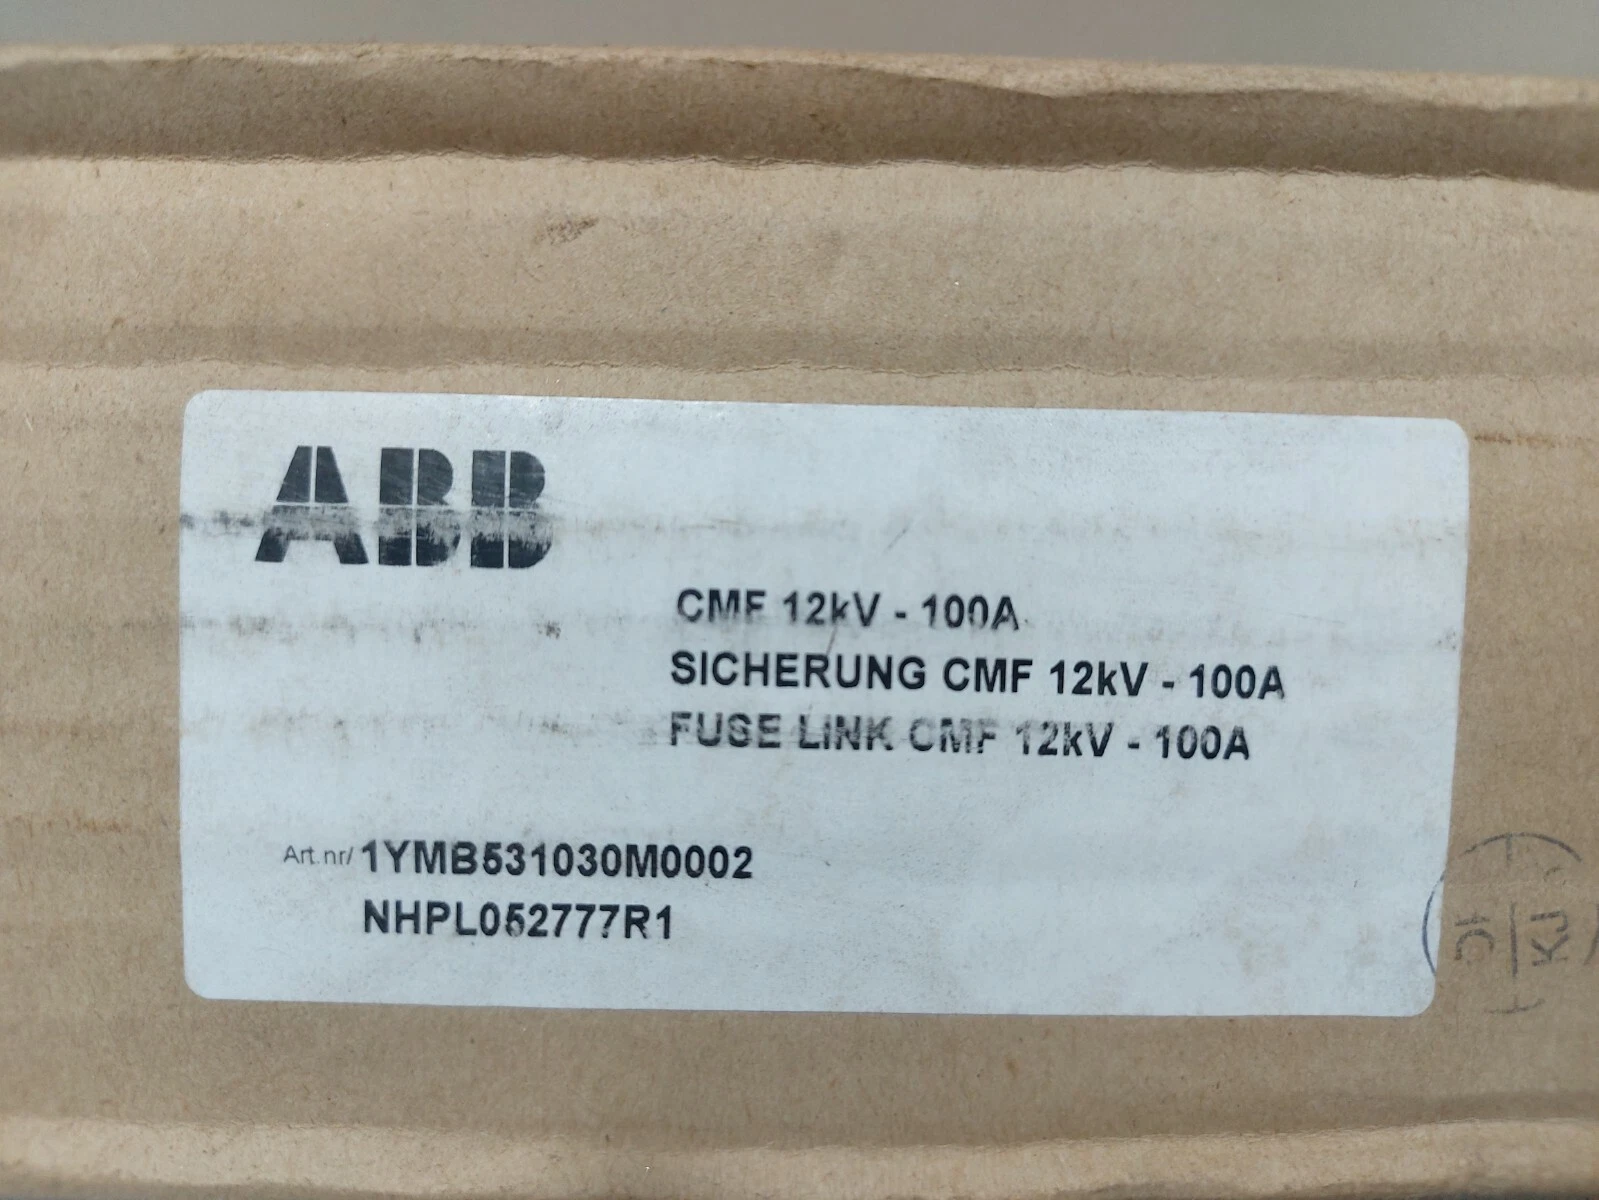 ABB
CMF 12kV - 100A
SICHERUNG CMF 12kV - 100A
FUSE LINK CMF 12kV - 100A
Art.nr/ 1YMB531030M0002
NHPL052777R1